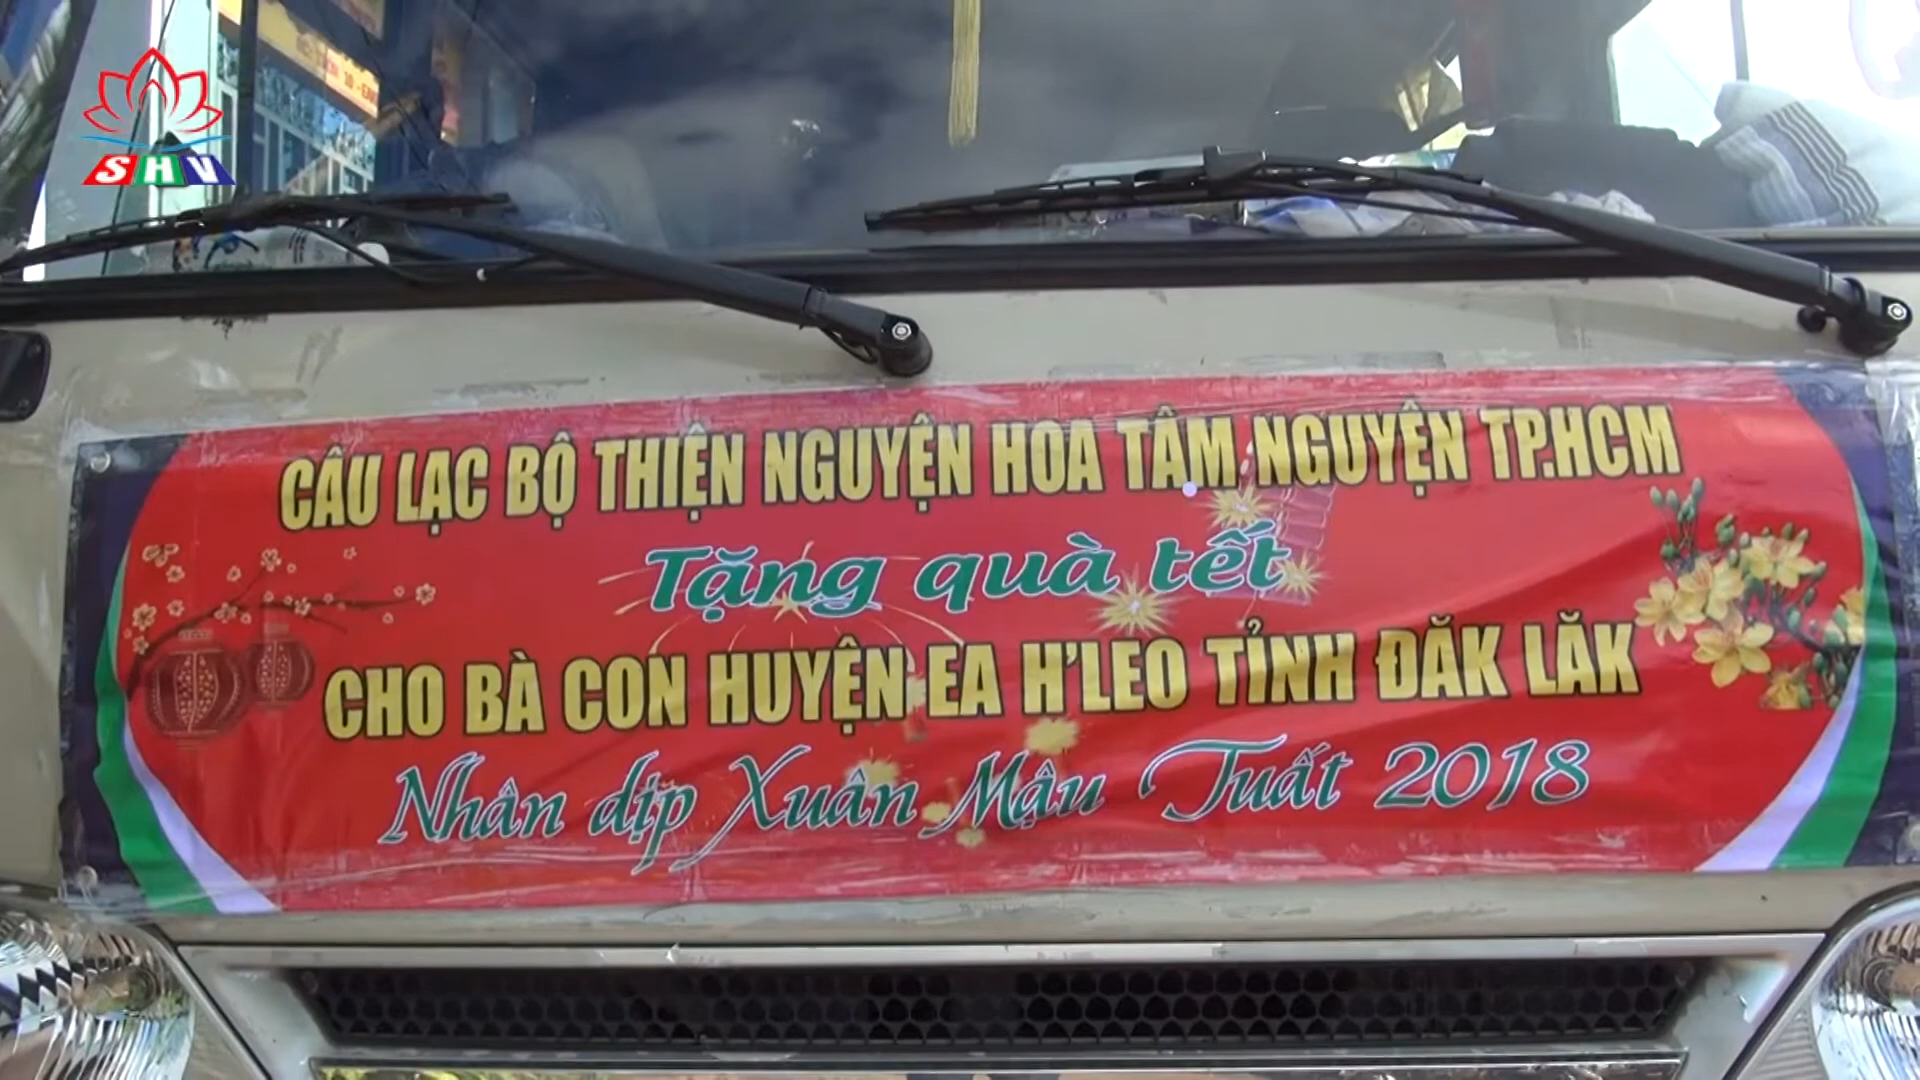 SHV
CÂU LẠC BỘ THIỆN NGUYỆN HOA TÂM NGUYỆN TP.HCM
Tặng quà tết
CHO BÀ CON HUYỆN EA H'LEO TỈNH ĐĂK LĂK
Nhân dịp Xuân Mậu Tuất 2018